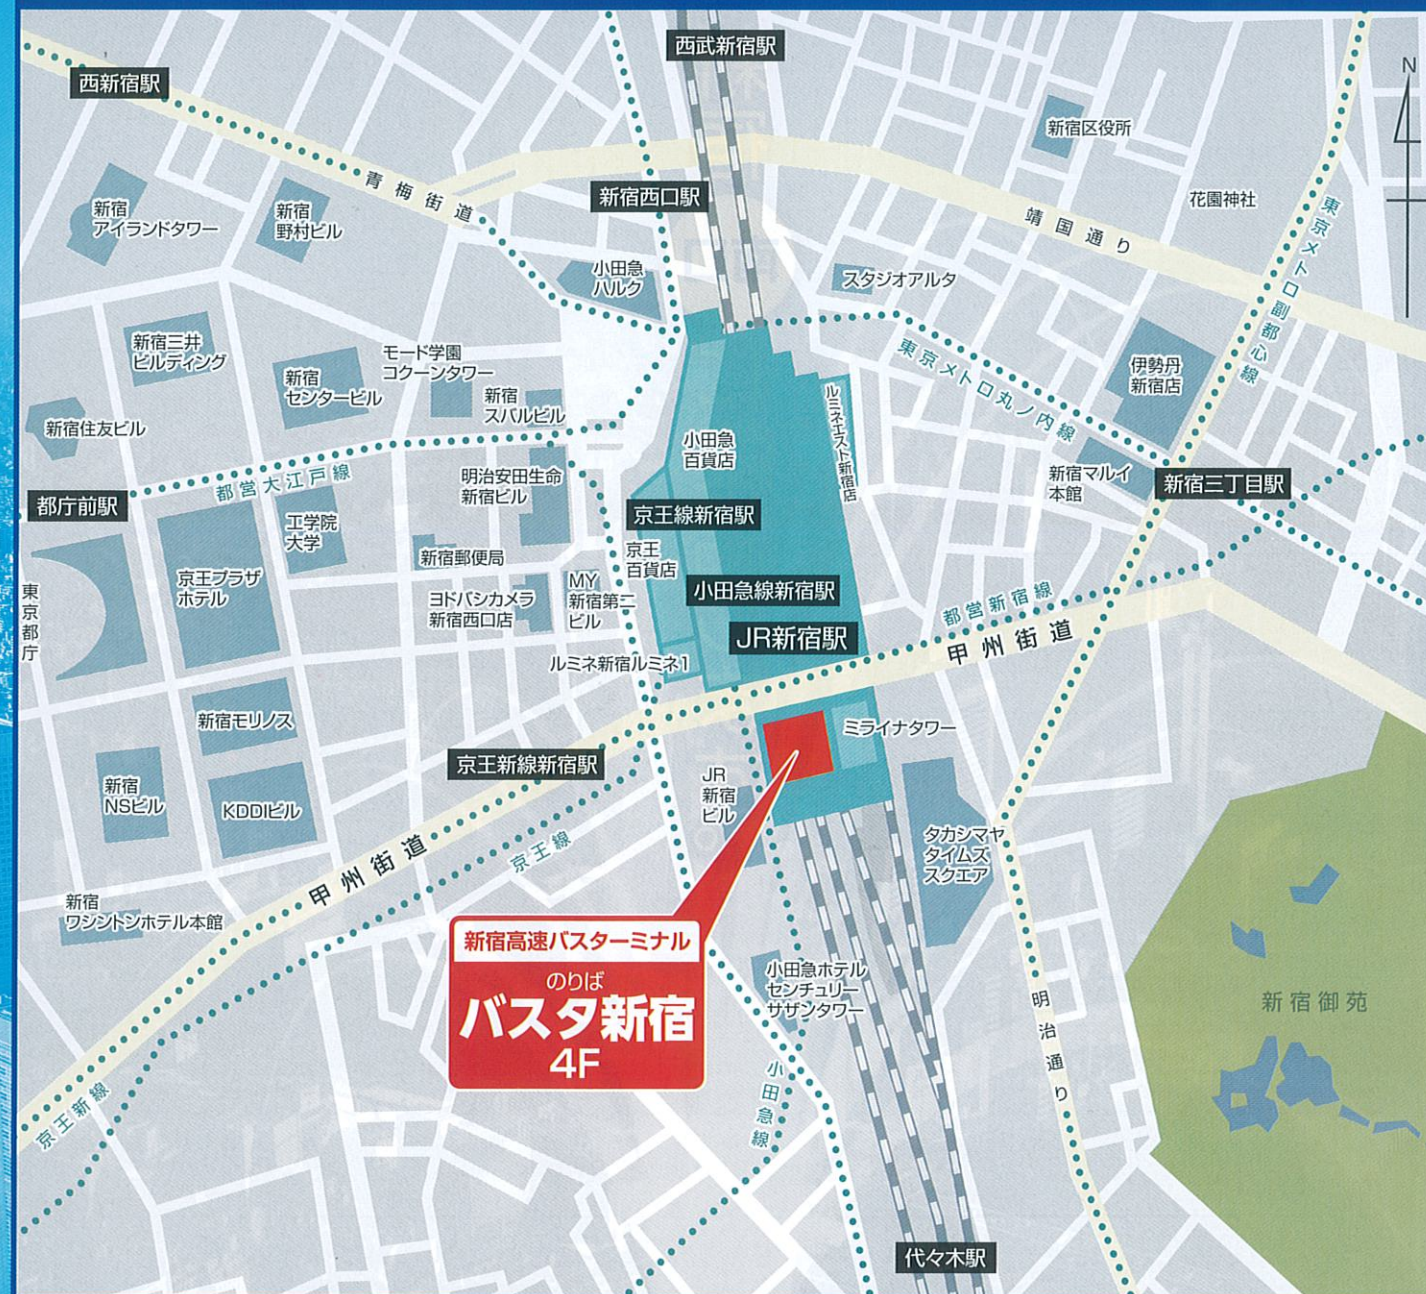 西武新宿駅
西新宿駅
N
新宿区役所
青梅街道
新宿西口駅
花園神社
東京メトロ副都心線
新宿
アイランドタワー
新宿
野村ビル
靖国通り
小田急
ハルク
スタジオアルタ
新宿三井
ビルディング
モード学園
コクーンタワー
新宿
センタービル
新宿
スバルビル
東京メトロ丸ノ内線
伊勢丹
新宿店
ルミネエスト新宿店
新宿住友ビル
小田急
百貨店
都営大江戸線
明治安田生命
新宿ビル
新宿マルイ
本館
新宿三丁目駅
都庁前駅
京王線新宿駅
工学院
大学
新宿郵便局
京王
百貨店
京王プラザ
ホテル
東京都庁
ヨドバシカメラ
新宿西口店
MY
新宿第二
ビル
小田急線新宿駅
都営新宿線
JR新宿駅
甲州街道
ルミネ新宿ルミネ1
新宿モリノス
ミライナタワー
京王新線新宿駅
新宿
NSビル
KDDIビル
JR
新宿
ビル
タカシマヤ
タイムズ
スクエア
甲州街道
京王線
新宿
ワシントンホテル本館
新宿高速バスターミナル
のりば
バスタ新宿
4F
小田急ホテル
センチュリー
サザンタワー
明治通り
新宿御苑
京王新線
小田急線
代々木駅